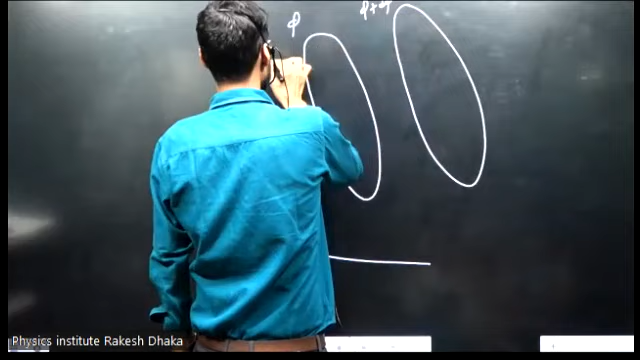 φ
φ+dφ
Physics institute Rakesh Dhaka